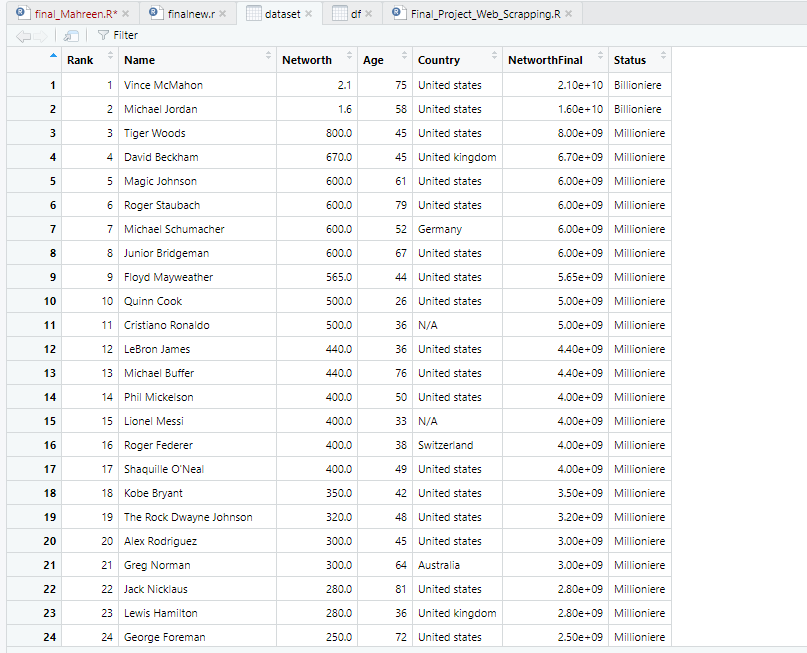 final_Mahreen.R* × finalnew.r × dataset × df × Final_Project_Web_Scrapping.R ×
Filter
Rank Name Networth Age Country NetworthFinal Status
1 1 Vince McMahon 2.1 75 United states 2.10e+10 Billioniere
2 2 Michael Jordan 1.6 58 United states 1.60e+10 Billioniere
3 3 Tiger Woods 800.0 45 United states 8.00e+09 Millioniere
4 4 David Beckham 670.0 45 United kingdom 6.70e+09 Millioniere
5 5 Magic Johnson 600.0 61 United states 6.00e+09 Millioniere
6 6 Roger Staubach 600.0 79 United states 6.00e+09 Millioniere
7 7 Michael Schumacher 600.0 52 Germany 6.00e+09 Millioniere
8 8 Junior Bridgeman 600.0 67 United states 6.00e+09 Millioniere
9 9 Floyd Mayweather 565.0 44 United states 5.65e+09 Millioniere
10 10 Quinn Cook 500.0 26 United states 5.00e+09 Millioniere
11 11 Cristiano Ronaldo 500.0 36 N/A 5.00e+09 Millioniere
12 12 LeBron James 440.0 36 United states 4.40e+09 Millioniere
13 13 Michael Buffer 440.0 76 United states 4.40e+09 Millioniere
14 14 Phil Mickelson 400.0 50 United states 4.00e+09 Millioniere
15 15 Lionel Messi 400.0 33 N/A 4.00e+09 Millioniere
16 16 Roger Federer 400.0 38 Switzerland 4.00e+09 Millioniere
17 17 Shaquille O'Neal 400.0 49 United states 4.00e+09 Millioniere
18 18 Kobe Bryant 350.0 42 United states 3.50e+09 Millioniere
19 19 The Rock Dwayne Johnson 320.0 48 United states 3.20e+09 Millioniere
20 20 Alex Rodriguez 300.0 45 United states 3.00e+09 Millioniere
21 21 Greg Norman 300.0 64 Australia 3.00e+09 Millioniere
22 22 Jack Nicklaus 280.0 81 United states 2.80e+09 Millioniere
23 23 Lewis Hamilton 280.0 36 United kingdom 2.80e+09 Millioniere
24 24 George Foreman 250.0 72 United states 2.50e+09 Millioniere